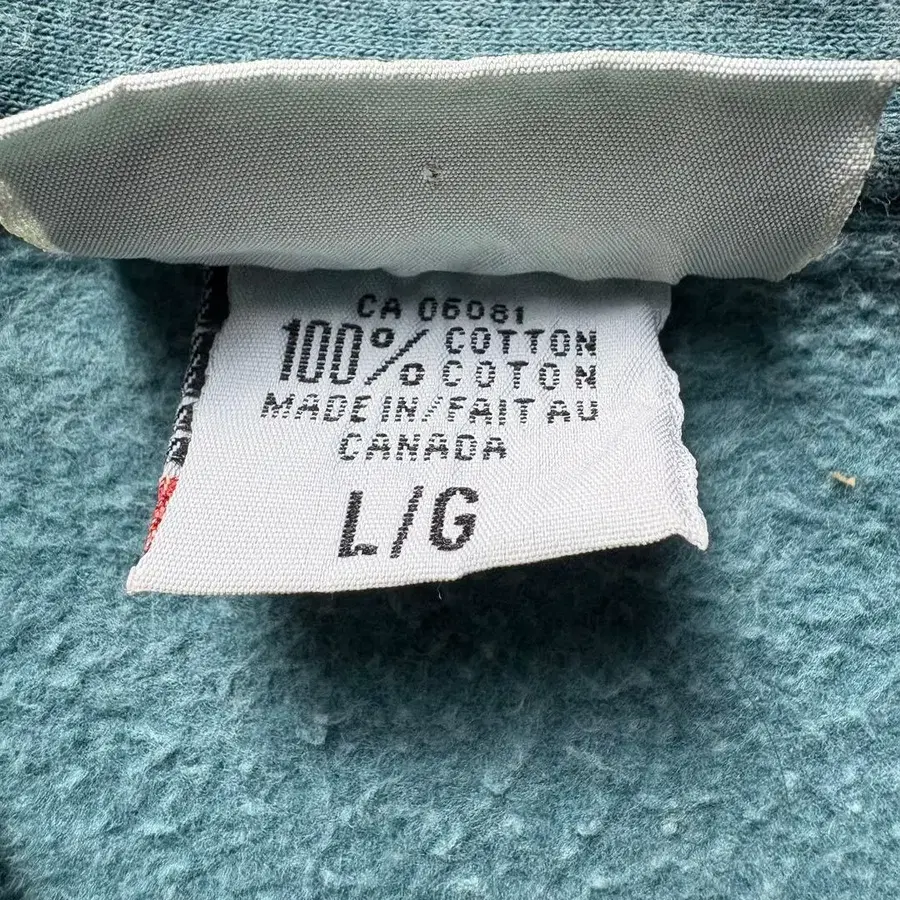 CA 06081
100% COTTON
COTON
MADE IN/FAIT AU
CANADA
L/G